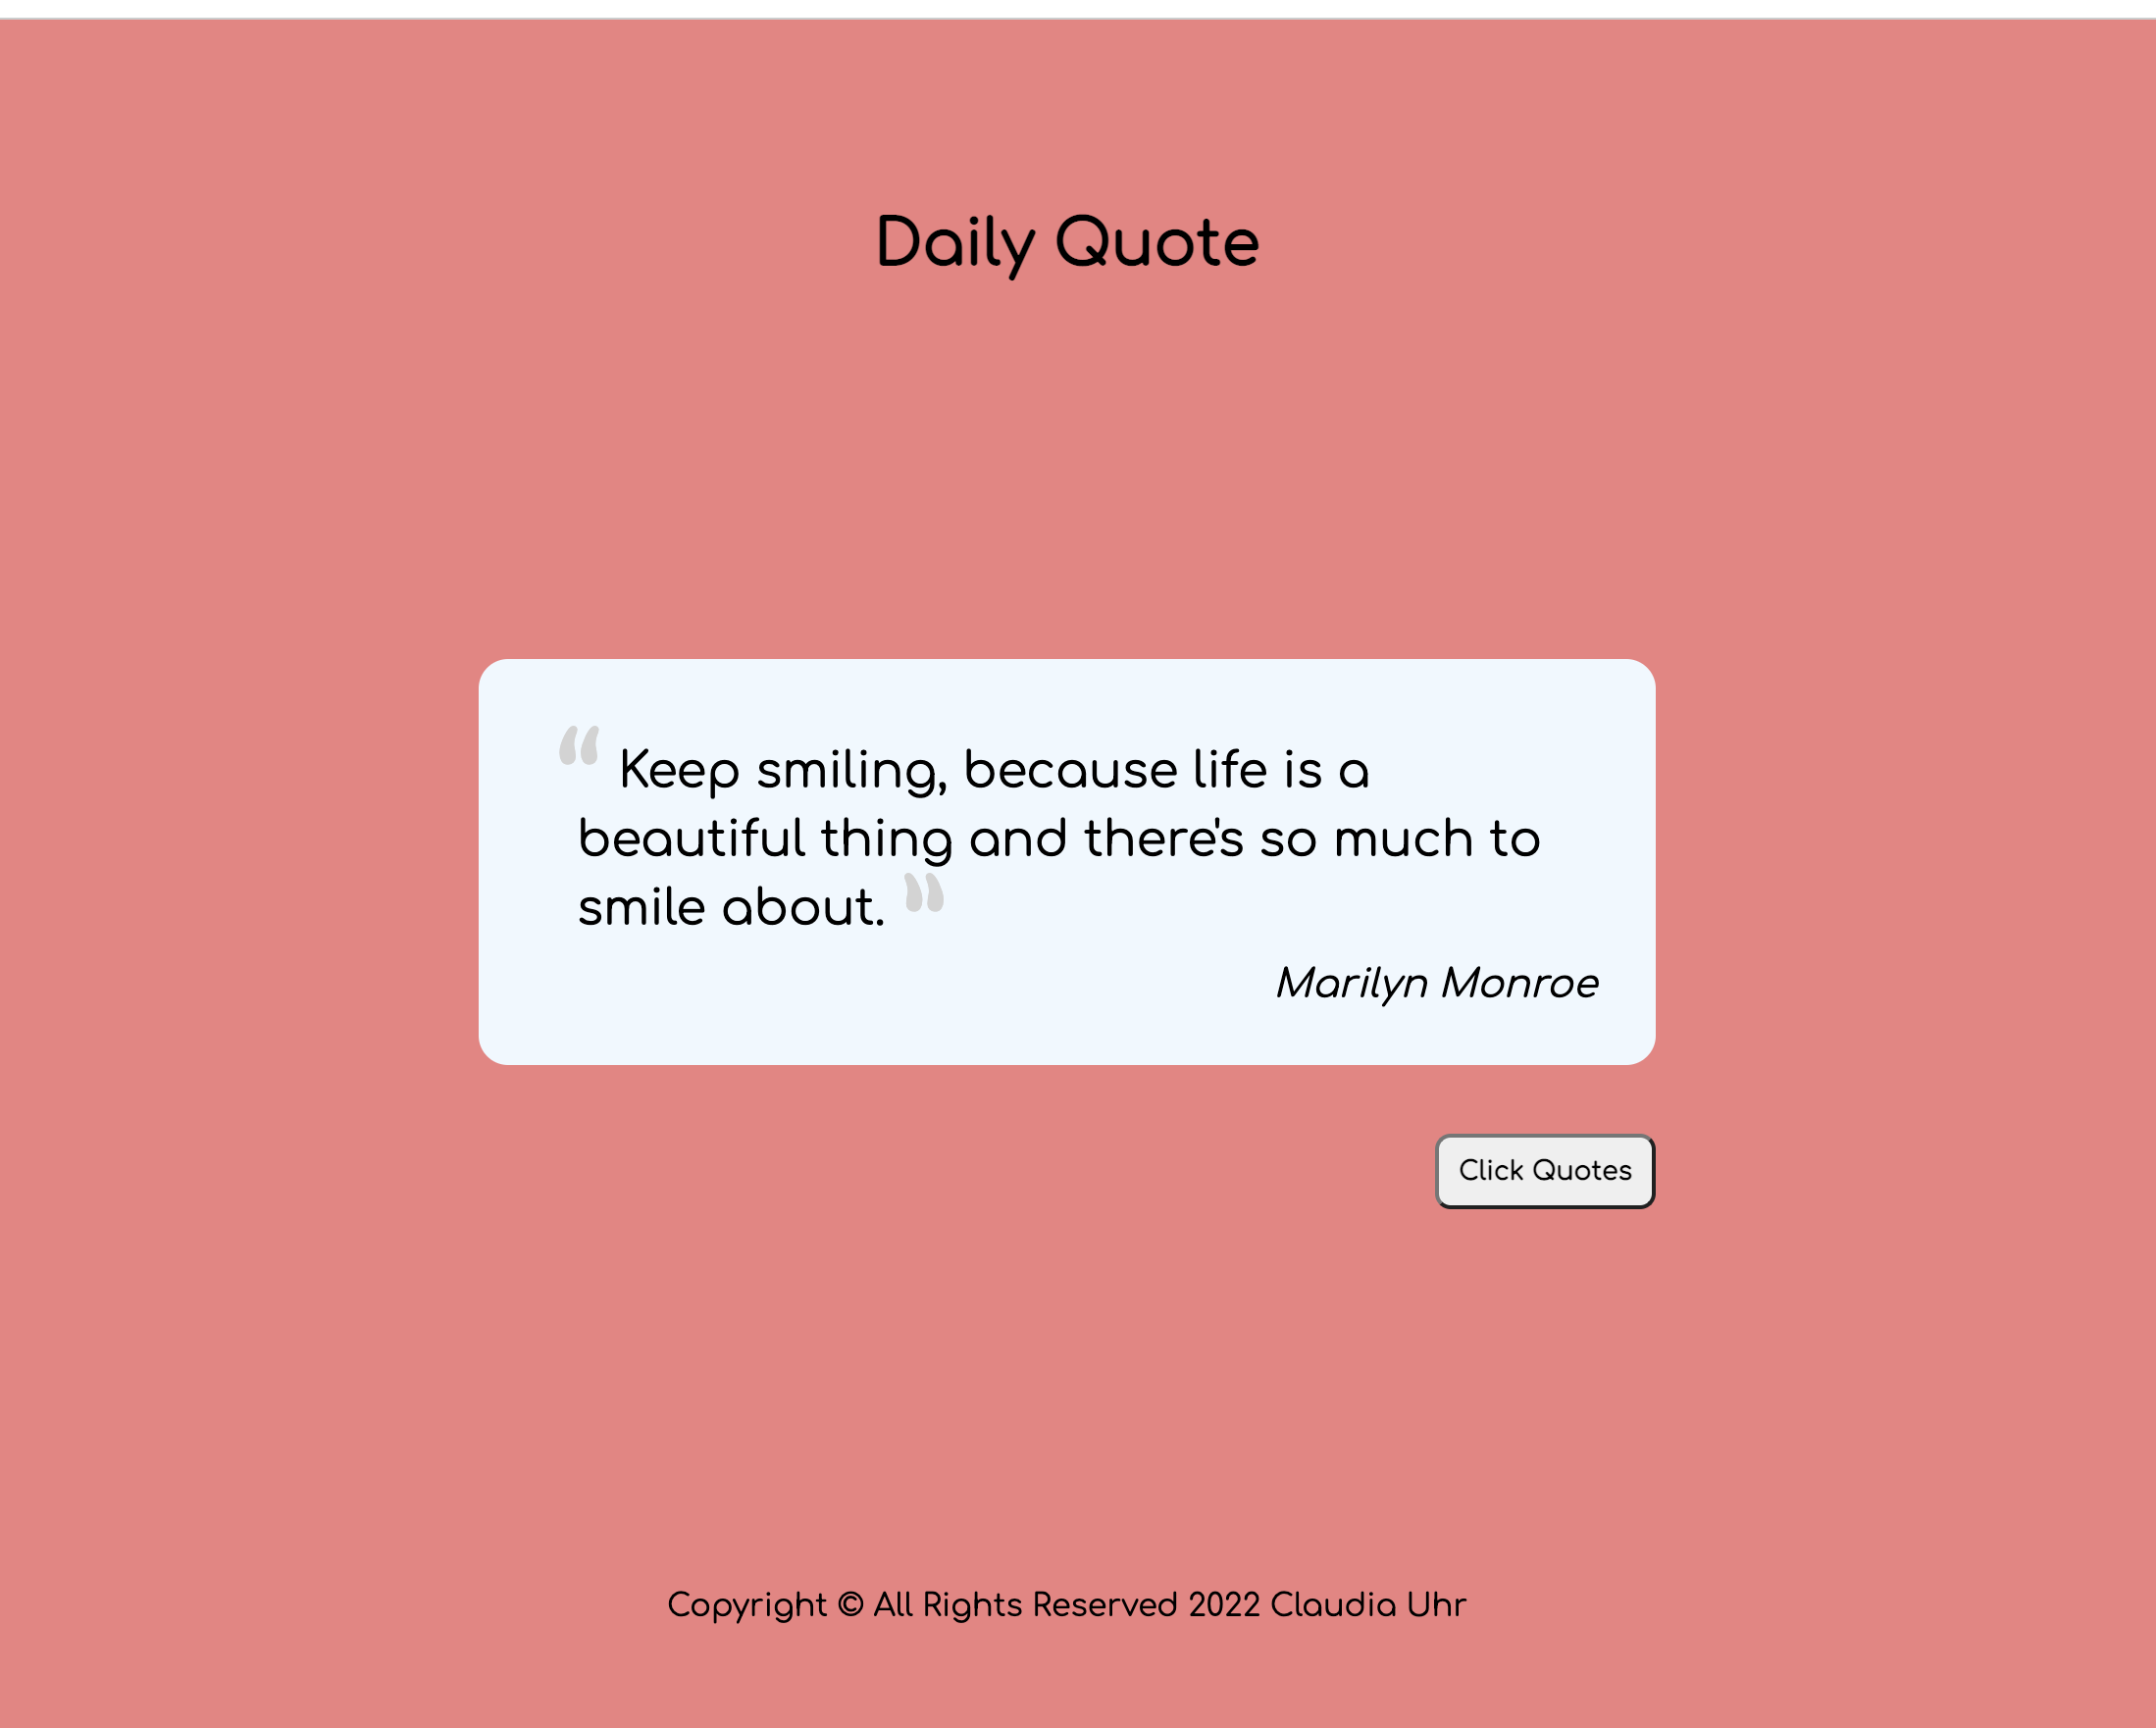 Daily Quote
“ Keep smiling, because life is a
beautiful thing and there's so much to
smile about. ”
Marilyn Monroe
Click Quotes
Copyright © All Rights Reserved 2022 Claudia Uhr